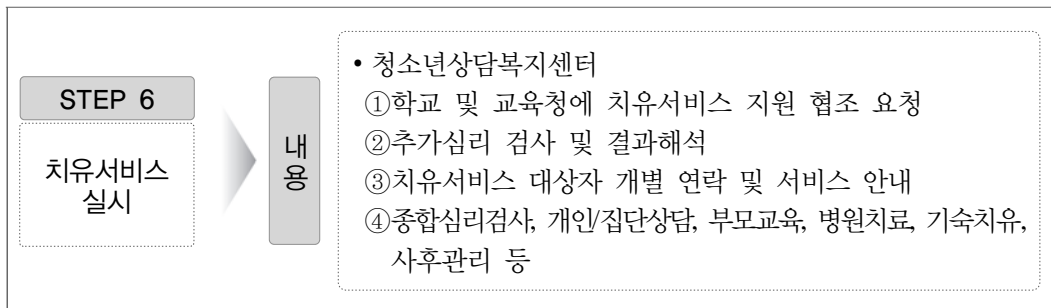 STEP 6
치유서비스
실시
내
용
• 청소년상담복지센터
①학교 및 교육청에 치유서비스 지원 협조 요청
②추가심리 검사 및 결과해석
③치유서비스 대상자 개별 연락 및 서비스 안내
④종합심리검사, 개인/집단상담, 부모교육, 병원치료, 기숙치유,
사후관리 등